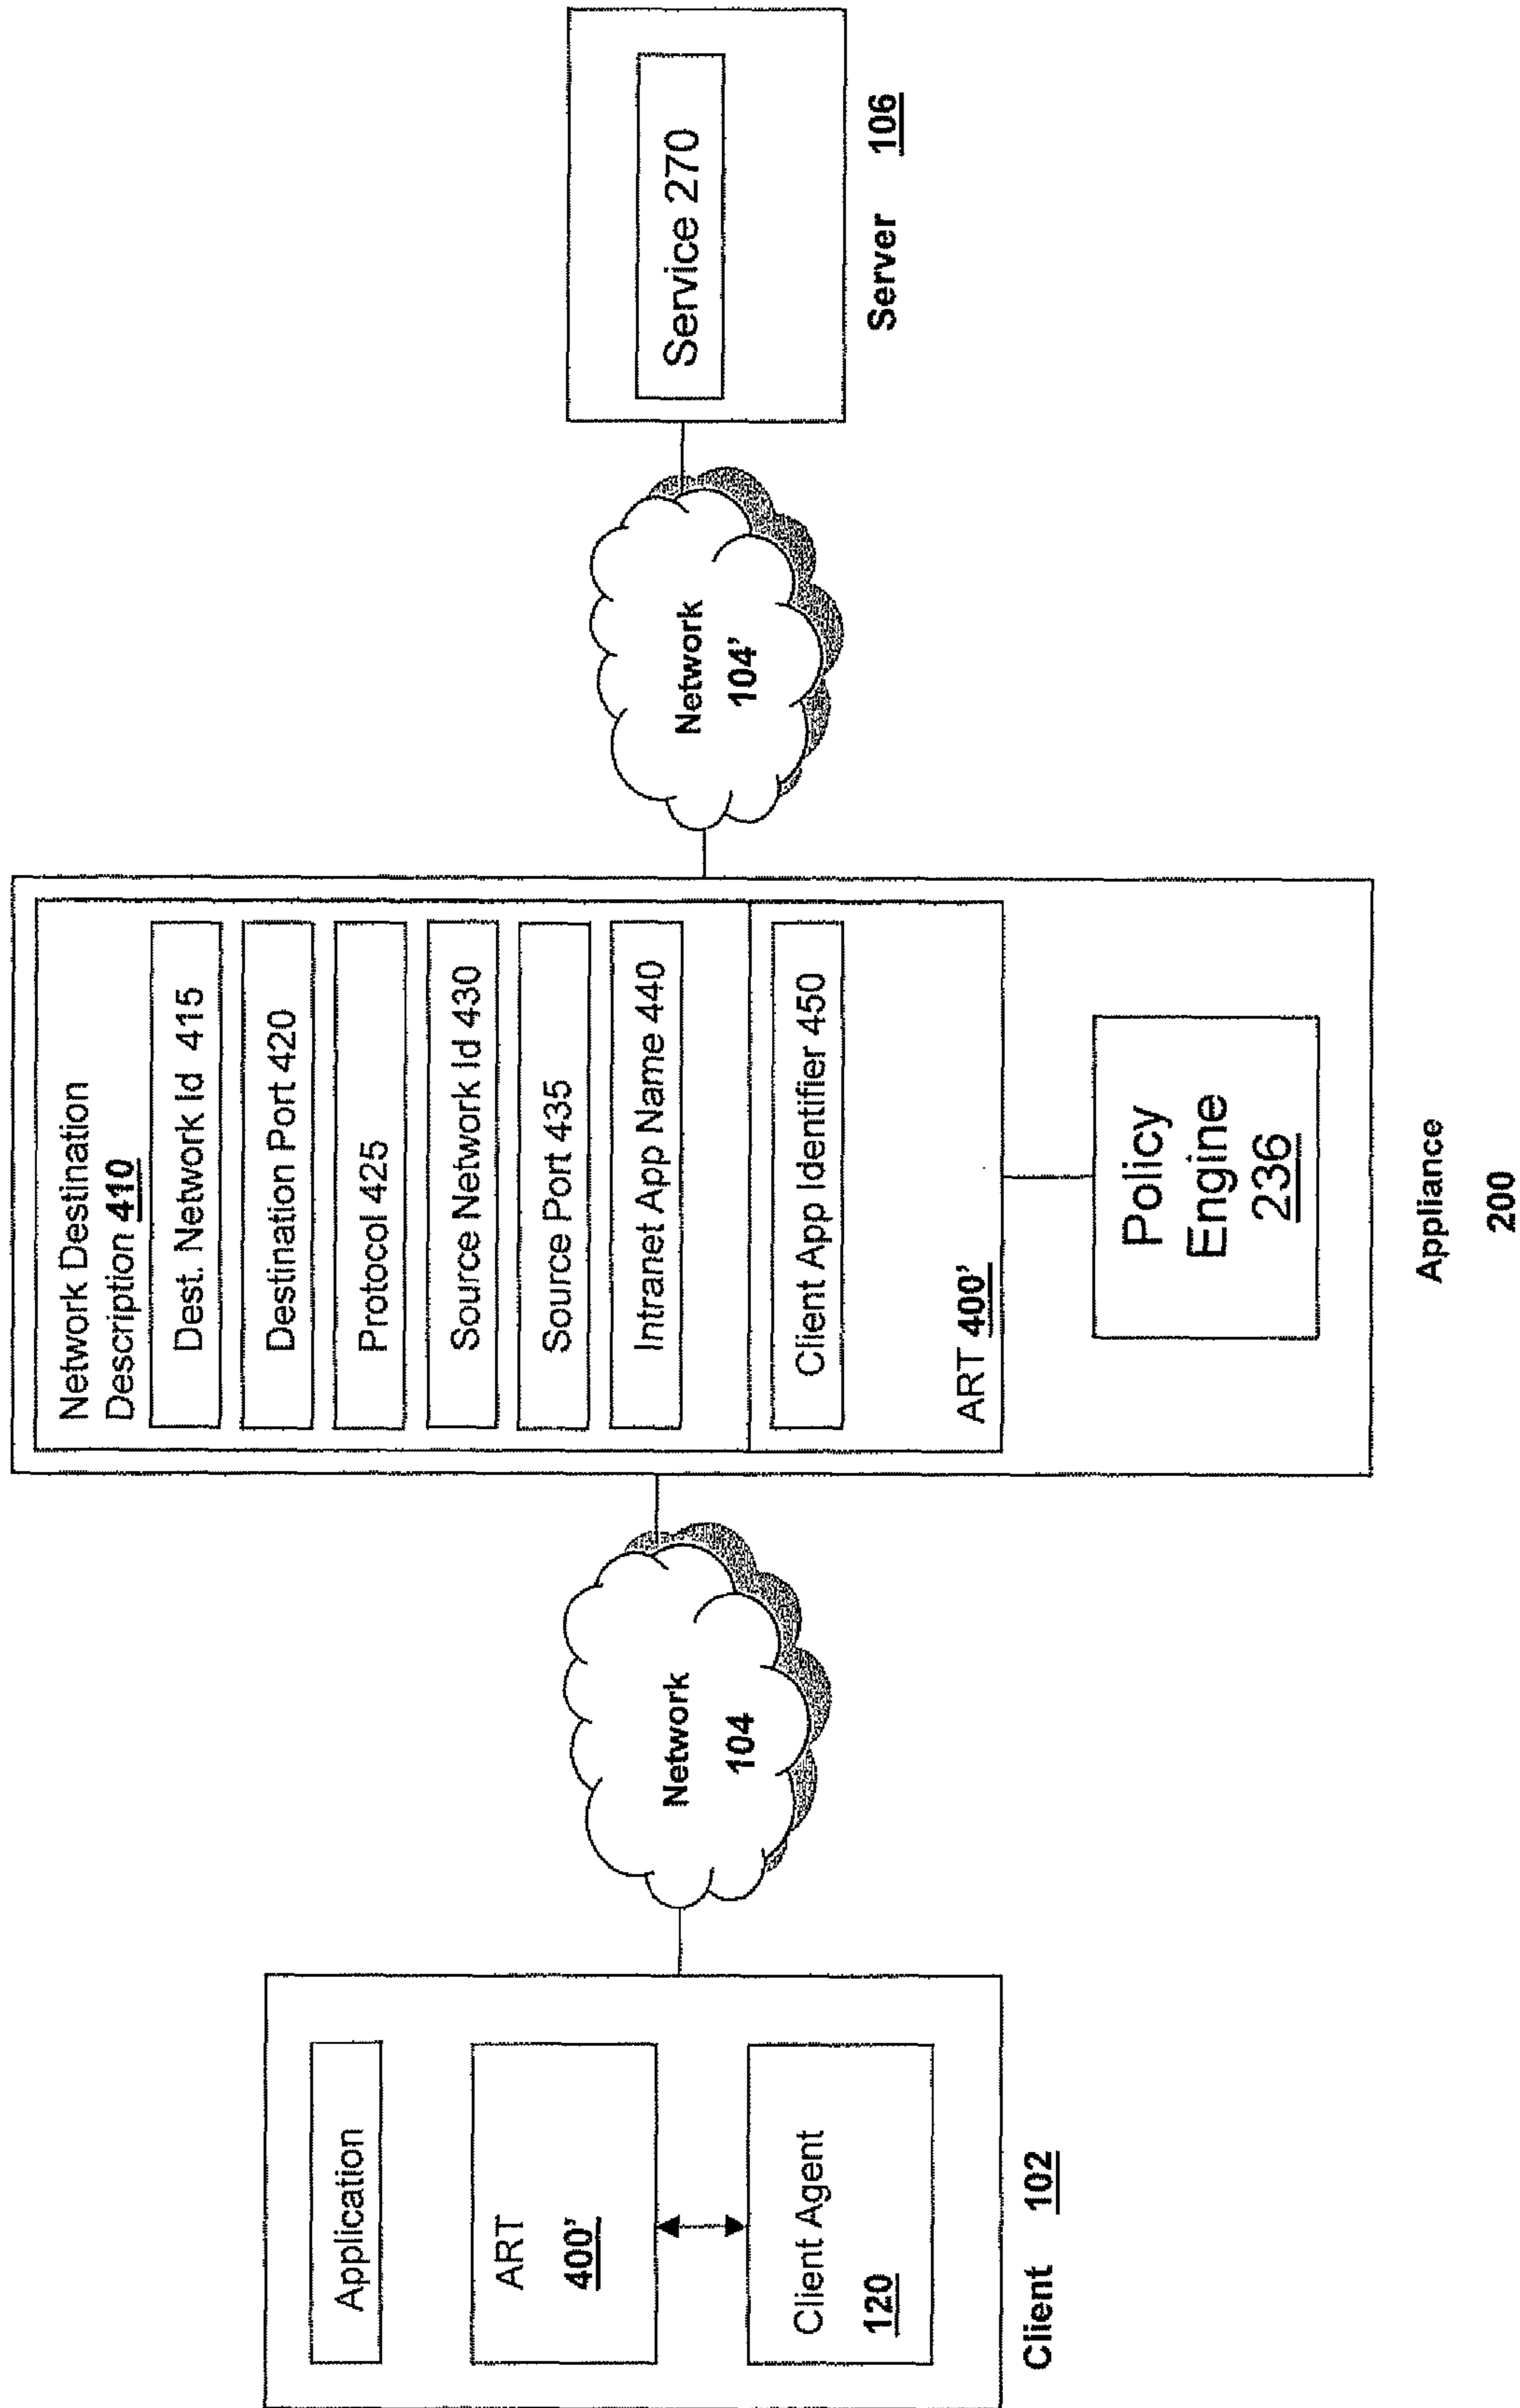 Application
ART
400'
Client Agent
120
Client 102
Network
104
Network Destination
Description 410
Dest. Network Id 415
Destination Port 420
Protocol 425
Source Network Id 430
Source Port 435
Intranet App Name 440
Client App Identifier 450
ART 400'
Policy
Engine
236
Appliance
200
Network
104'
Service 270
Server 106